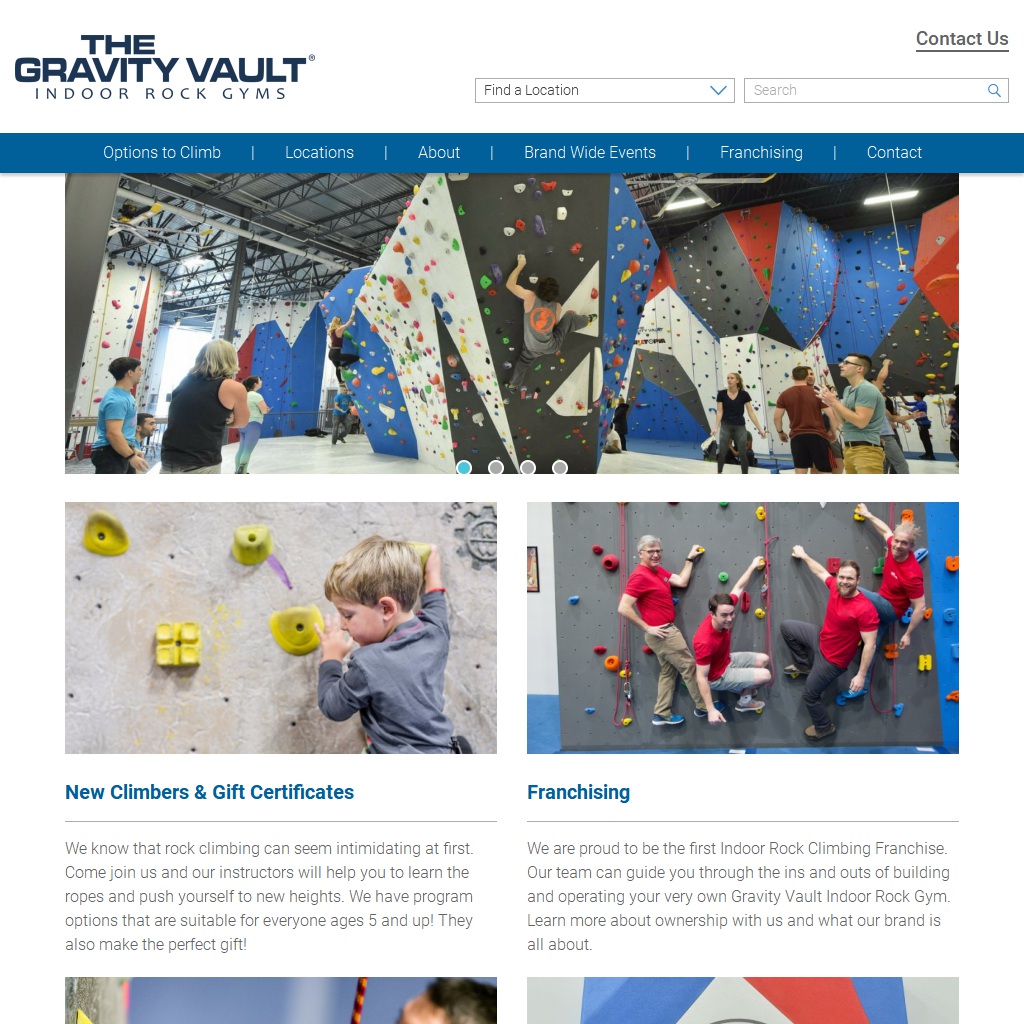 Contact Us
THE
GRAVITY VAULT®
INDOOR ROCK GYMS
Find a Location
Search
Options to Climb | Locations | About | Brand Wide Events | Franchising | Contact
New Climbers & Gift Certificates
We know that rock climbing can seem intimidating at first.
Come join us and our instructors will help you to learn the
ropes and push yourself to new heights. We have program
options that are suitable for everyone ages 5 and up! They
also make the perfect gift!
Franchising
We are proud to be the first Indoor Rock Climbing Franchise.
Our team can guide you through the ins and outs of building
and operating your very own Gravity Vault Indoor Rock Gym.
Learn more about ownership with us and what our brand is
all about.